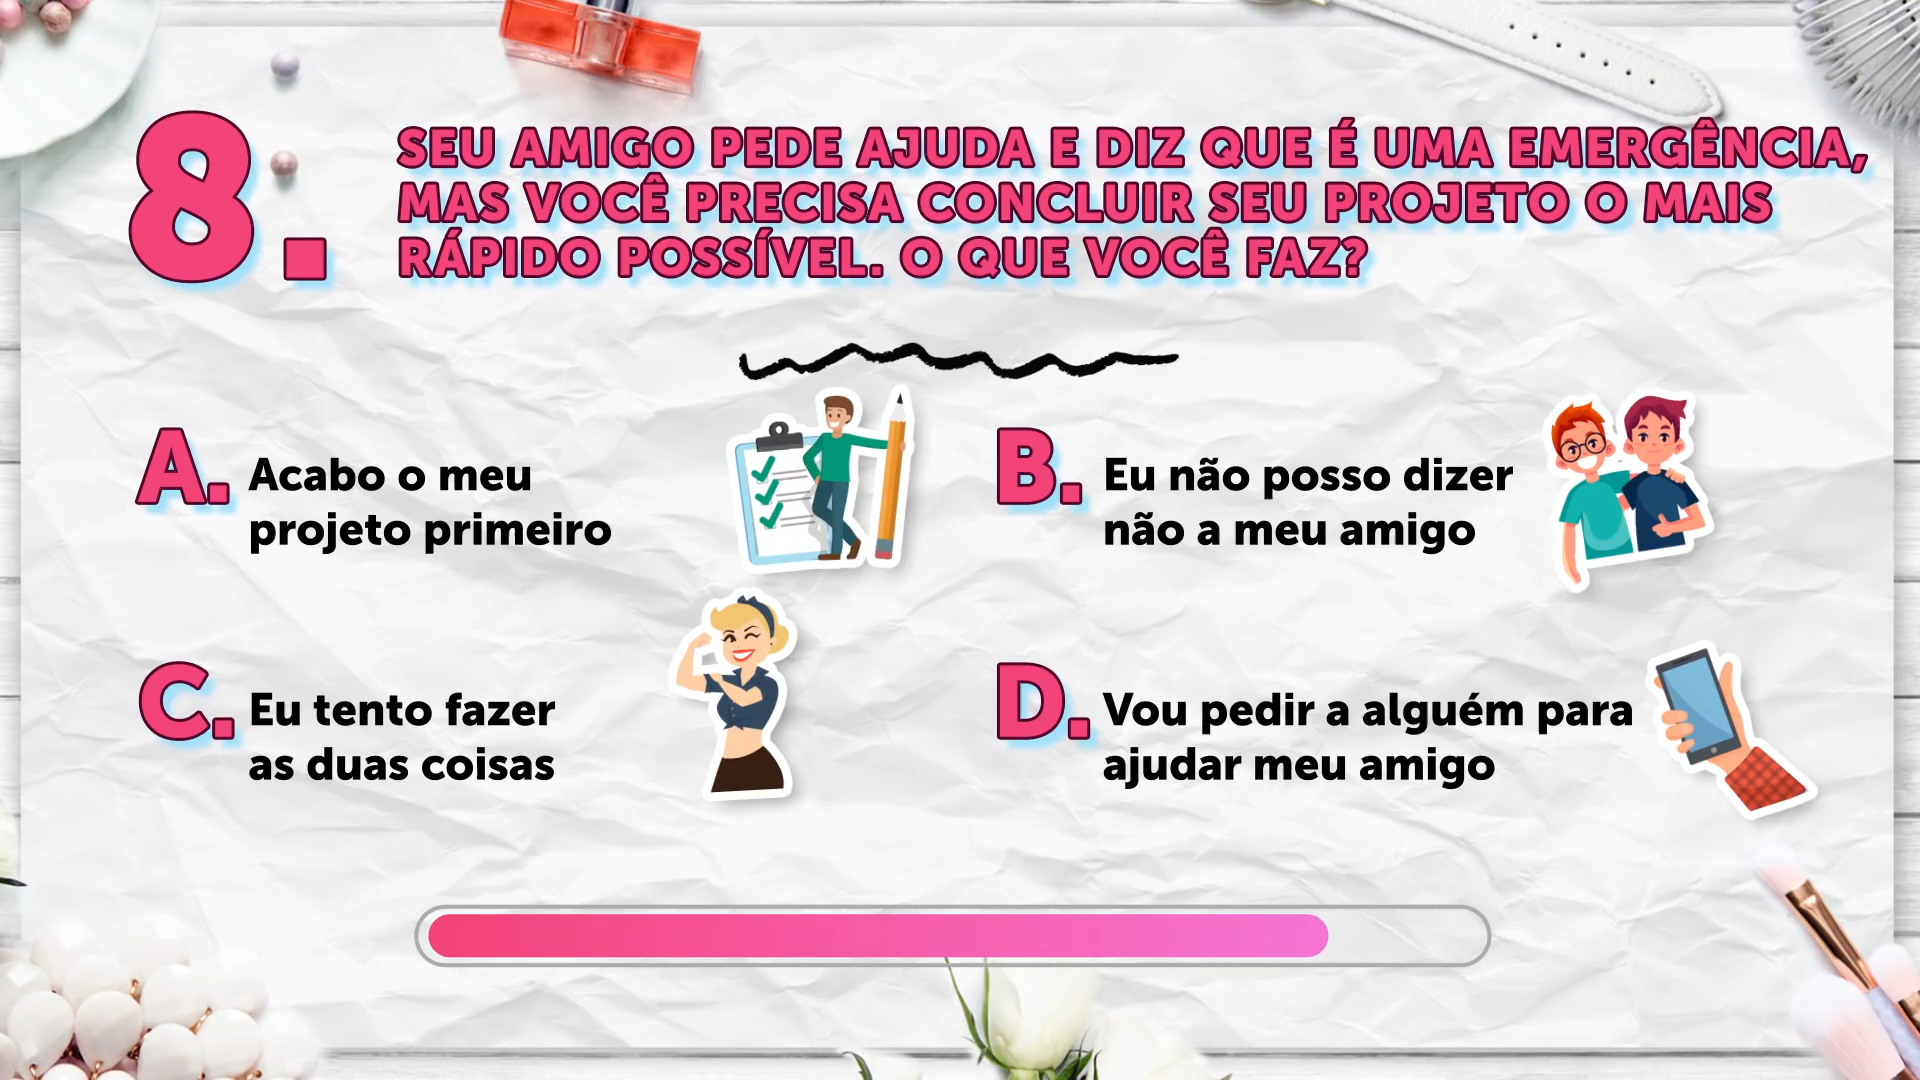 8.
SEU AMIGO PEDE AJUDA E DIZ QUE É UMA EMERGÊNCIA,
MAS VOCÊ PRECISA CONCLUIR SEU PROJETO O MAIS
RÁPIDO POSSÍVEL. O QUE VOCÊ FAZ?
A. Acabo o meu
projeto primeiro
B. Eu não posso dizer
não a meu amigo
C. Eu tento fazer
as duas coisas
D. Vou pedir a alguém para
ajudar meu amigo